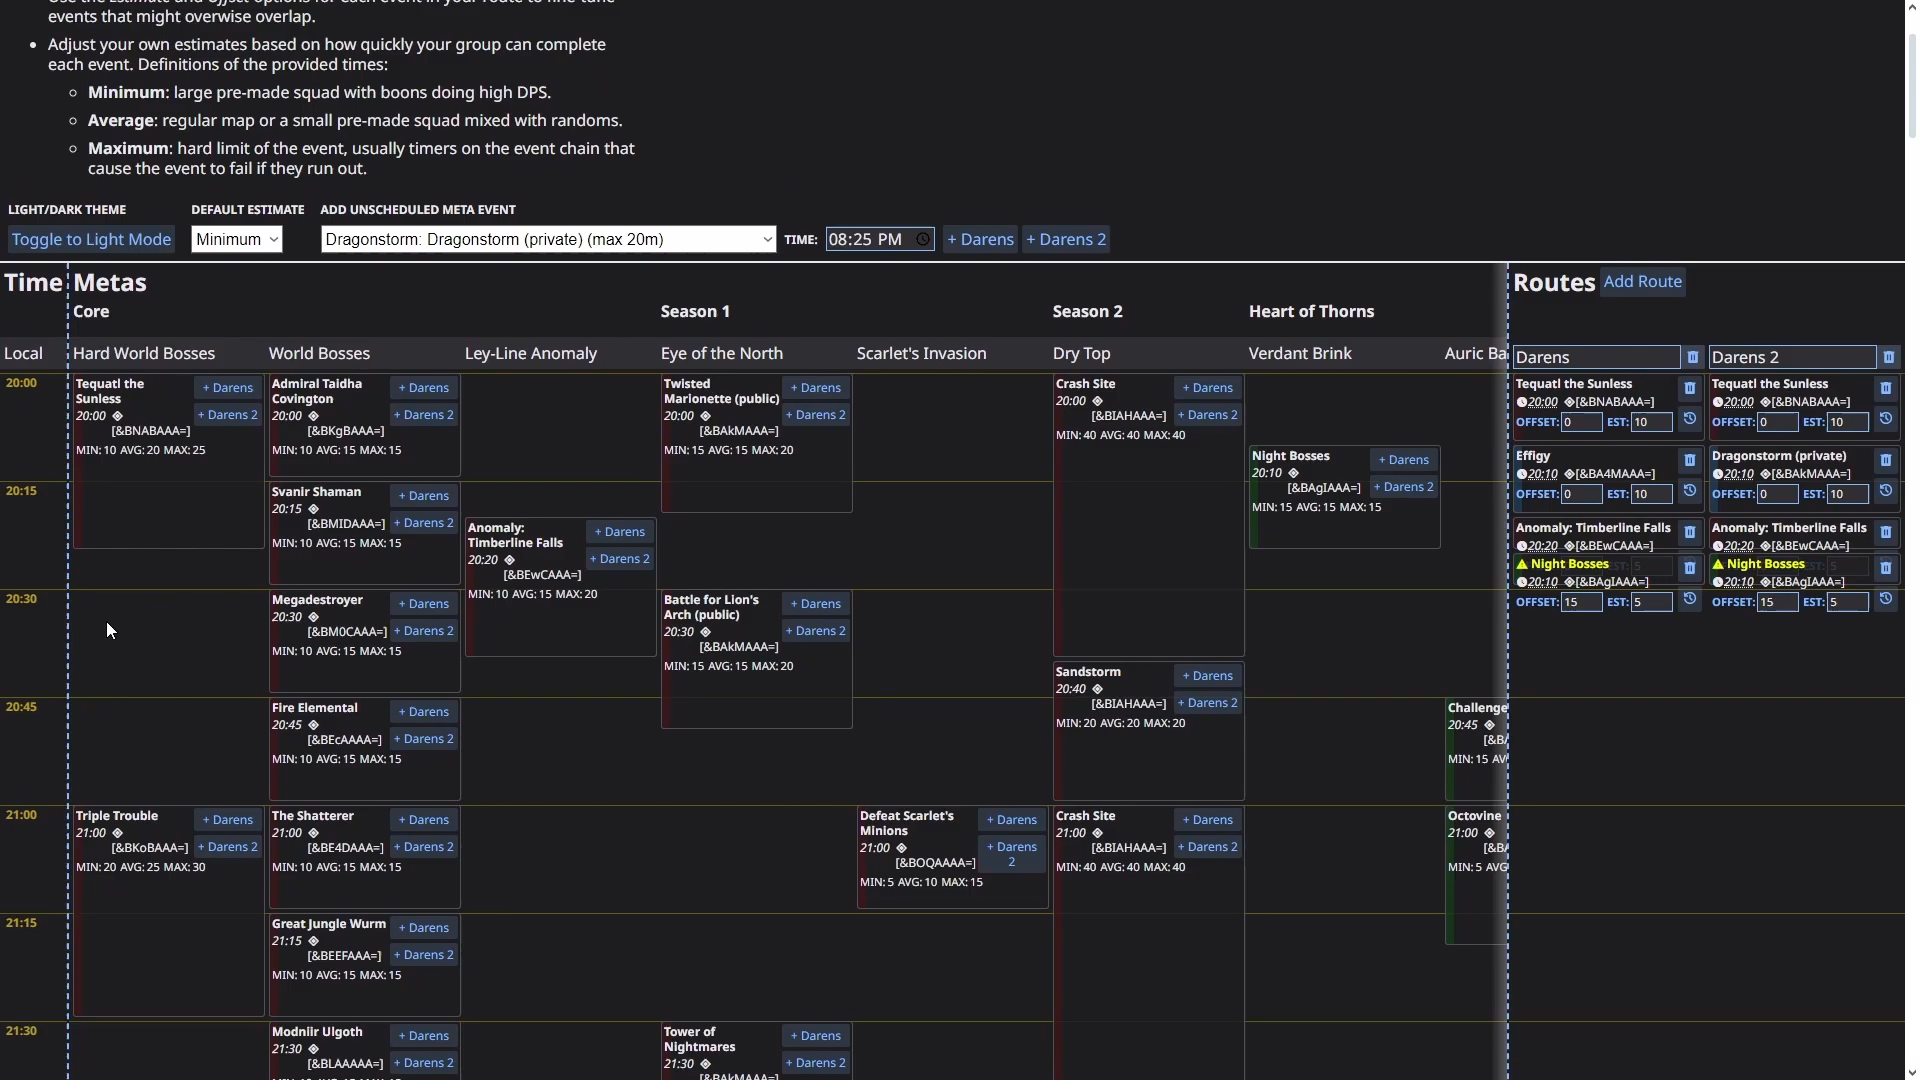 events that might overwise overlap.
• Adjust your own estimates based on how quickly your group can complete
each event. Definitions of the provided times:
Minimum: large pre-made squad with boons doing high DPS.
Average: regular map or a small pre-made squad mixed with randoms.
Maximum: hard limit of the event, usually timers on the event chain that
cause the event to fail if they run out.
LIGHT/DARK THEME
Toggle to Light Mode
DEFAULT ESTIMATE
Minimum
ADD UNSCHEDULED META EVENT
Dragonstorm: Dragonstorm (private) (max 20m)
TIME: 08:25 PM
+ Darens
+ Darens 2
Time
Metas
Core
Season 1
Season 2
Heart of Thorns
Local
Hard World Bosses
World Bosses
Ley-Line Anomaly
Eye of the North
Scarlet's Invasion
Dry Top
Verdant Brink
Auric Ba
20:00
20:15
20:30
20:45
21:00
21:15
21:30
Tequatl the
Sunless
20:00
[&BNABAAA=]
+ Darens
+ Darens 2
MIN: 10 AVG: 20 MAX: 25
Triple Trouble
21:00
[&BKoBAAA=]
+ Darens
+ Darens 2
MIN: 20 AVG: 25 MAX: 30
Admiral Taidha
Covington
20:00
[&BKgBAAA=]
+ Darens
+ Darens 2
MIN: 10 AVG: 15 MAX: 15
Svanir Shaman
20:15
[&BMIDAAA=]
+ Darens
+ Darens 2
MIN: 10 AVG: 15 MAX: 15
Megadestroyer
20:30
[&BM0CAAA=]
+ Darens
+ Darens 2
MIN: 10 AVG: 15 MAX: 15
Fire Elemental
20:45
[&BEcAAAA=]
+ Darens
+ Darens 2
MIN: 10 AVG: 15 MAX: 15
The Shatterer
21:00
[&BE4DAAA=]
+ Darens
+ Darens 2
MIN: 10 AVG: 15 MAX: 15
Great Jungle Wurm
21:15
[&BEEFAAA=]
+ Darens
+ Darens 2
MIN: 10 AVG: 15 MAX: 15
Modniir Ulgoth
21:30
[&BLAAAAA=]
+ Darens
+ Darens 2
Anomaly:
Timberline Falls
20:20
[&BEwCAAA=]
+ Darens
+ Darens 2
MIN: 10 AVG: 15 MAX: 20
Twisted
Marionette (public)
20:00
[&BAkMAAA=]
+ Darens
+ Darens 2
MIN: 15 AVG: 15 MAX: 20
Battle for Lion's
Arch (public)
20:30
[&BAkMAAA=]
+ Darens
+ Darens 2
MIN: 15 AVG: 15 MAX: 20
Tower of
Nightmares
21:30
[&BAkMAAA=]
+ Darens
+ Darens 2
Defeat Scarlet's
Minions
21:00
[&BOQAAAA=]
+ Darens
+ Darens
2
MIN: 5 AVG: 10 MAX: 15
Crash Site
20:00
[&BIAHAAA=]
+ Darens
+ Darens 2
MIN: 40 AVG: 40 MAX: 40
Sandstorm
20:40
[&BIAHAAA=]
+ Darens
+ Darens 2
MIN: 20 AVG: 20 MAX: 20
Crash Site
21:00
[&BIAHAAA=]
+ Darens
+ Darens 2
MIN: 40 AVG: 40 MAX: 40
Night Bosses
20:10
[&BAgIAAA=]
+ Darens
+ Darens 2
MIN: 15 AVG: 15 MAX: 15
Challenge
20:45
MIN: 15 AV
Octovine
21:00
MIN: 5 AVG
Routes
Add Route
Darens
Tequatl the Sunless
20:00 [&BNABAAA=]
OFFSET: 0 EST: 10
Effigy
20:10 [&BA4MAAA=]
OFFSET: 0 EST: 10
Anomaly: Timberline Falls
20:20 [&BEwCAAA=]
Night Bosses
20:10 [&BAgIAAA=]
OFFSET: 15 EST: 5
Darens 2
Tequatl the Sunless
20:00 [&BNABAAA=]
OFFSET: 0 EST: 10
Dragonstorm (private)
20:10 [&BAkMAAA=]
OFFSET: 0 EST: 10
Anomaly: Timberline Falls
20:20 [&BEwCAAA=]
Night Bosses
20:10 [&BAgIAAA=]
OFFSET: 15 EST: 5